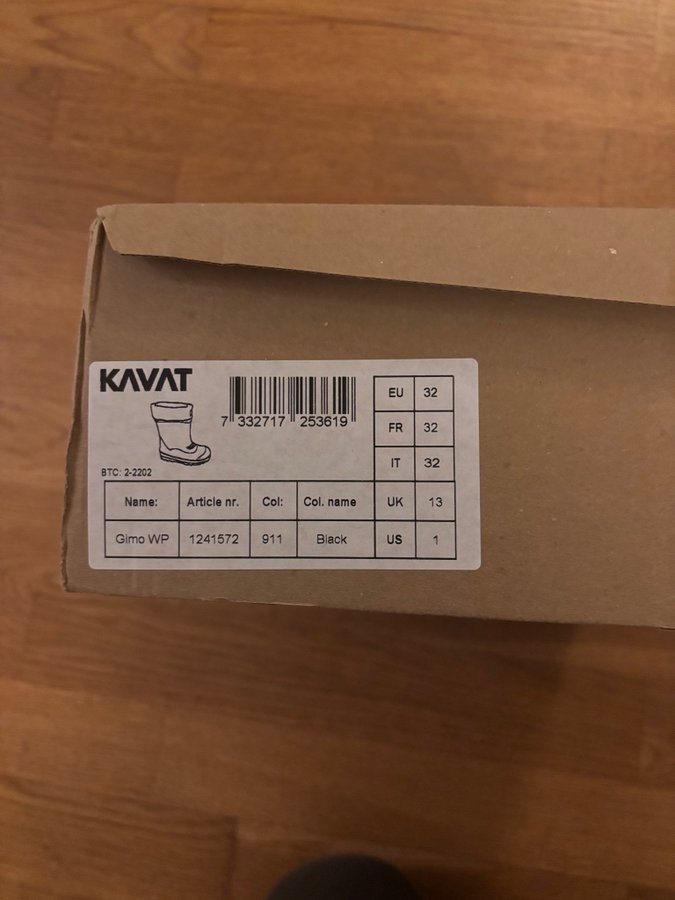 KAVAT
7 332717 253619
BTC: 2-2202
EU 32
FR 32
IT 32
Name: Article nr. Col: Col. name UK 13
Gimo WP 1241572 911 Black US 1